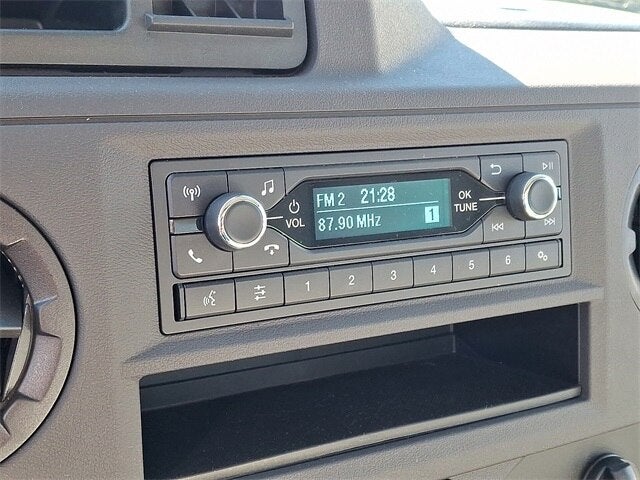 FM 2 21:28
87.90 MHz 1
VOL
OK
TUNE
1 2 3 4 5 6